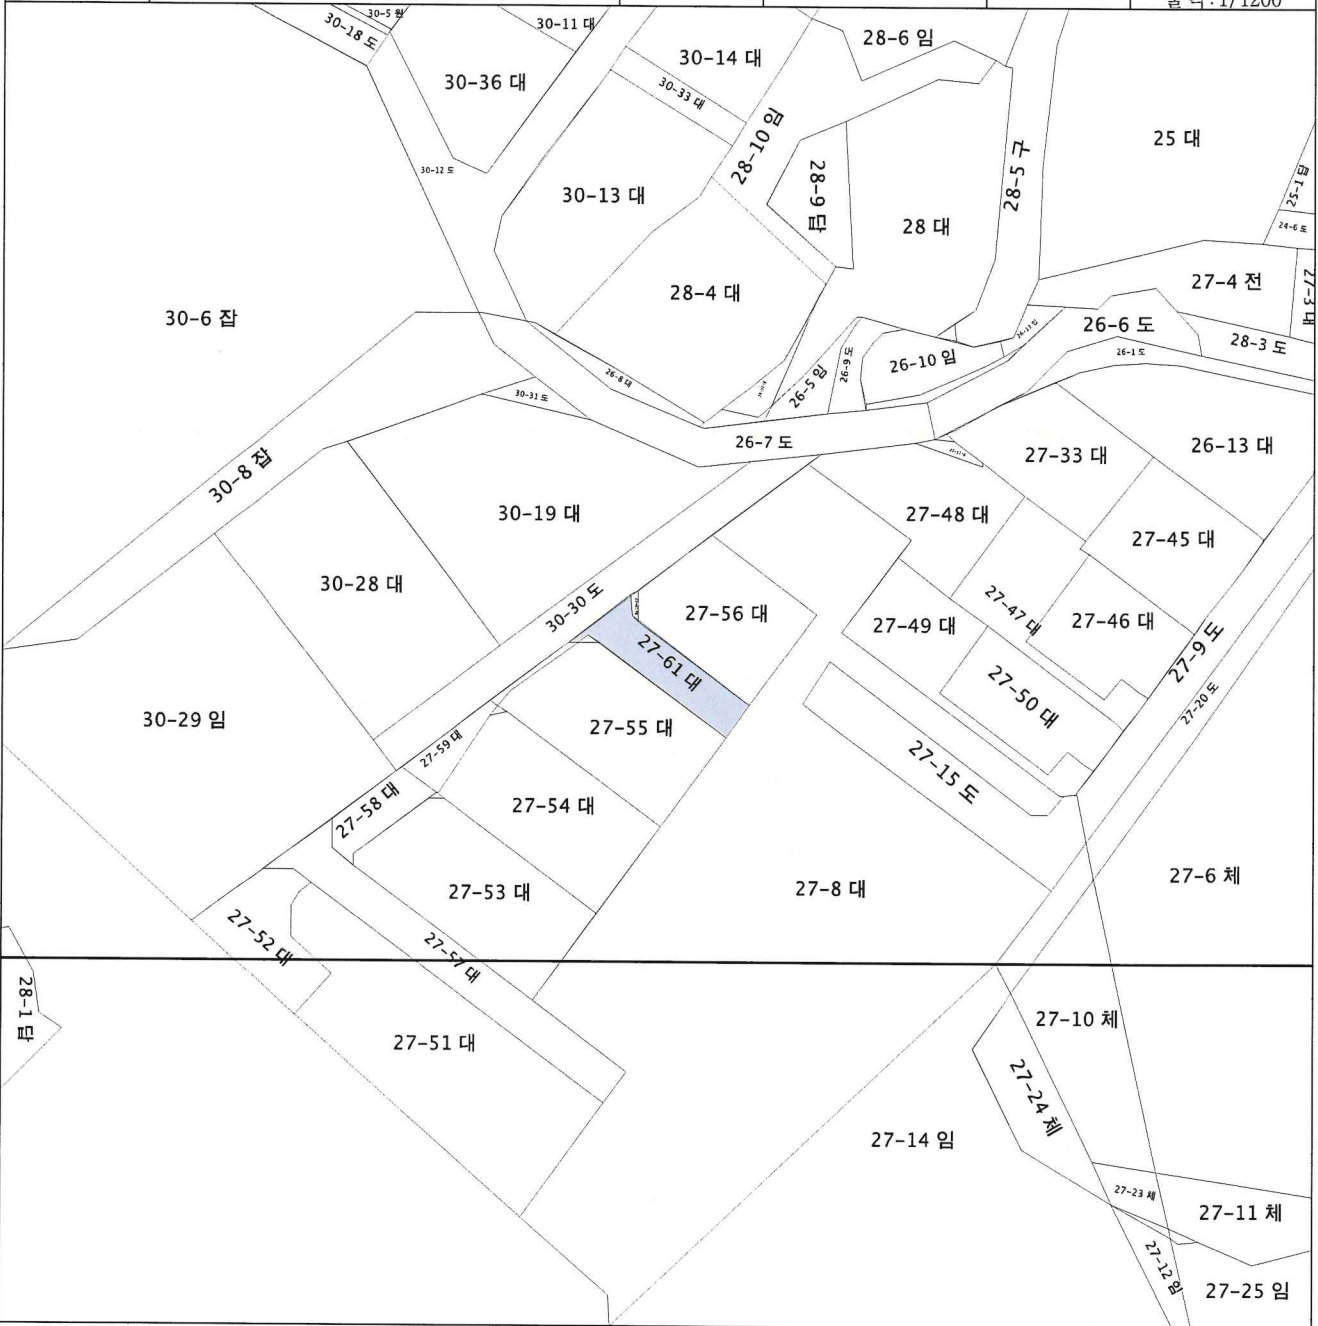 30-5 원
30-18 도
30-11 대
28-6 임
30-14 대
30-36 대
30-33 대
28-10 임
25 대
30-12 도
30-13 대
28-9 답
28-5 구
25-1 답
28 대
24-6 도
28-4 대
27-4 전
27-3 대
30-6 잡
26-6 도
28-3 도
26-1 도
26-9 도
26-10 임
26-8 대
26-5 임
30-31 도
26-7 도
27-33 대
26-13 대
30-8 잡
30-19 대
27-48 대
27-45 대
30-28 대
30-30 도
27-56 대
27-49 대
27-47 대
27-46 대
27-9 도
27-61 대
27-50 대
27-20 도
30-29 임
27-55 대
27-59 대
27-15 도
27-58 대
27-54 대
27-53 대
27-8 대
27-6 체
27-52 대
27-57 대
28-1 답
27-51 대
27-10 체
27-24 체
27-14 임
27-23 체
27-11 체
27-12 임
27-25 임